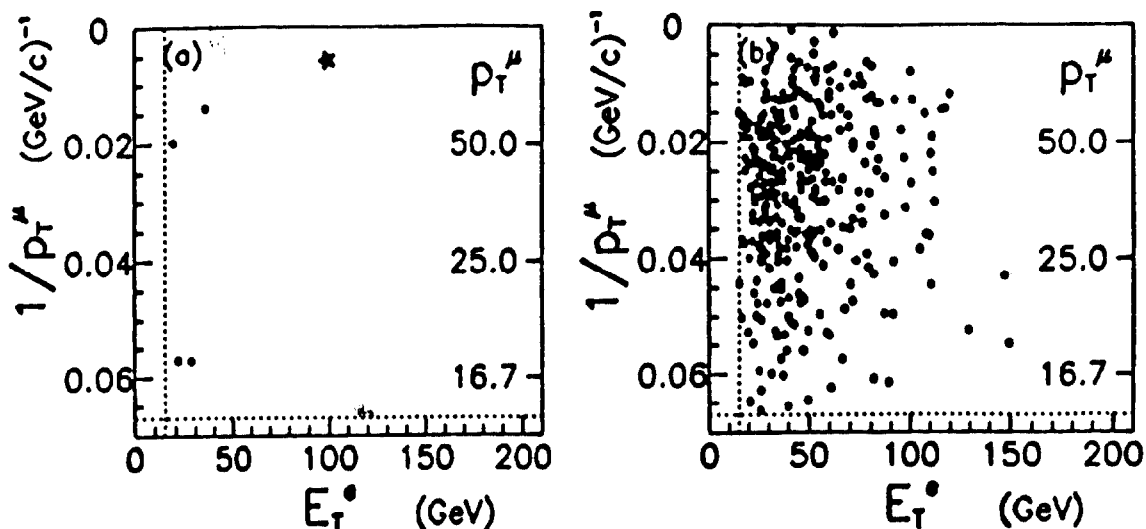 0
0.02
0.04
0.06
1/p_T^μ (GeV/c)⁻¹
(a)
p_T^μ
50.0
25.0
16.7
0 50 100 150 200
E_T^e (GeV)
0
0.02
0.04
0.06
1/p_T^μ (GeV/c)⁻¹
(b)
p_T^μ
50.0
25.0
16.7
0 50 100 150 200
E_T^e (GeV)